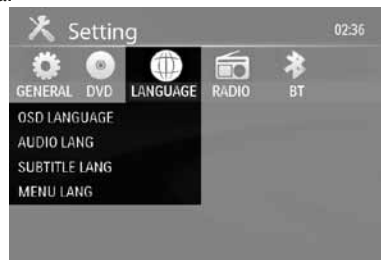 Setting 02:36
GENERAL DVD LANGUAGE RADIO BT
OSD LANGUAGE
AUDIO LANG
SUBTITLE LANG
MENU LANG